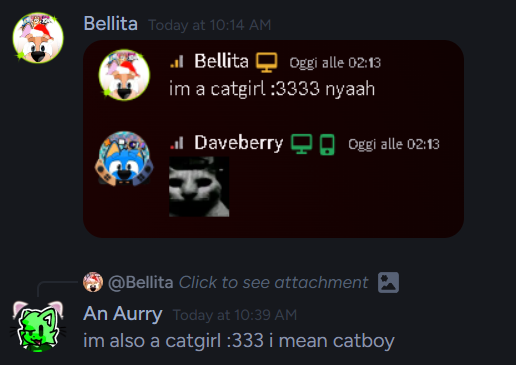 Bellita Today at 10:14 AM
Bellita Oggi alle 02:13
im a catgirl :3333 nyaah
Daveberry Oggi alle 02:13
@Bellita Click to see attachment
An Aurry Today at 10:39 AM
im also a catgirl :333 i mean catboy